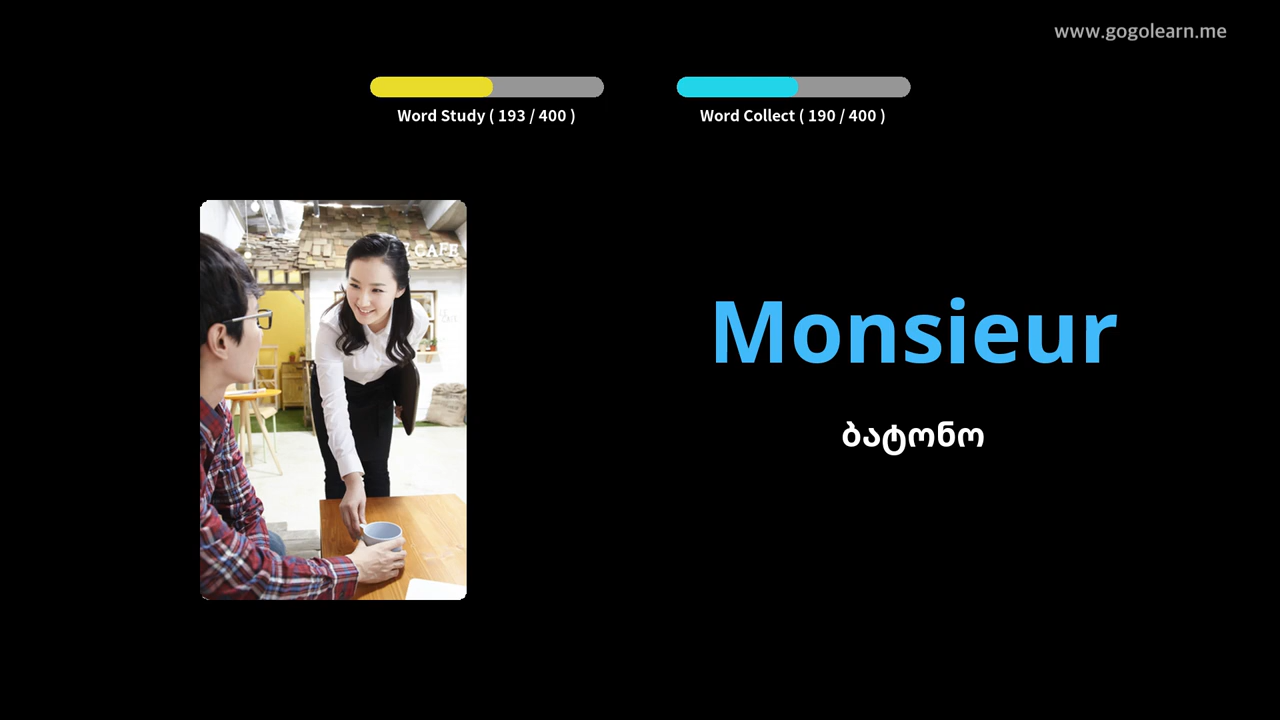 www.gogolearn.me
Word Study ( 193 / 400 )
Word Collect ( 190 / 400 )
CAFE
Monsieur
ბატონო